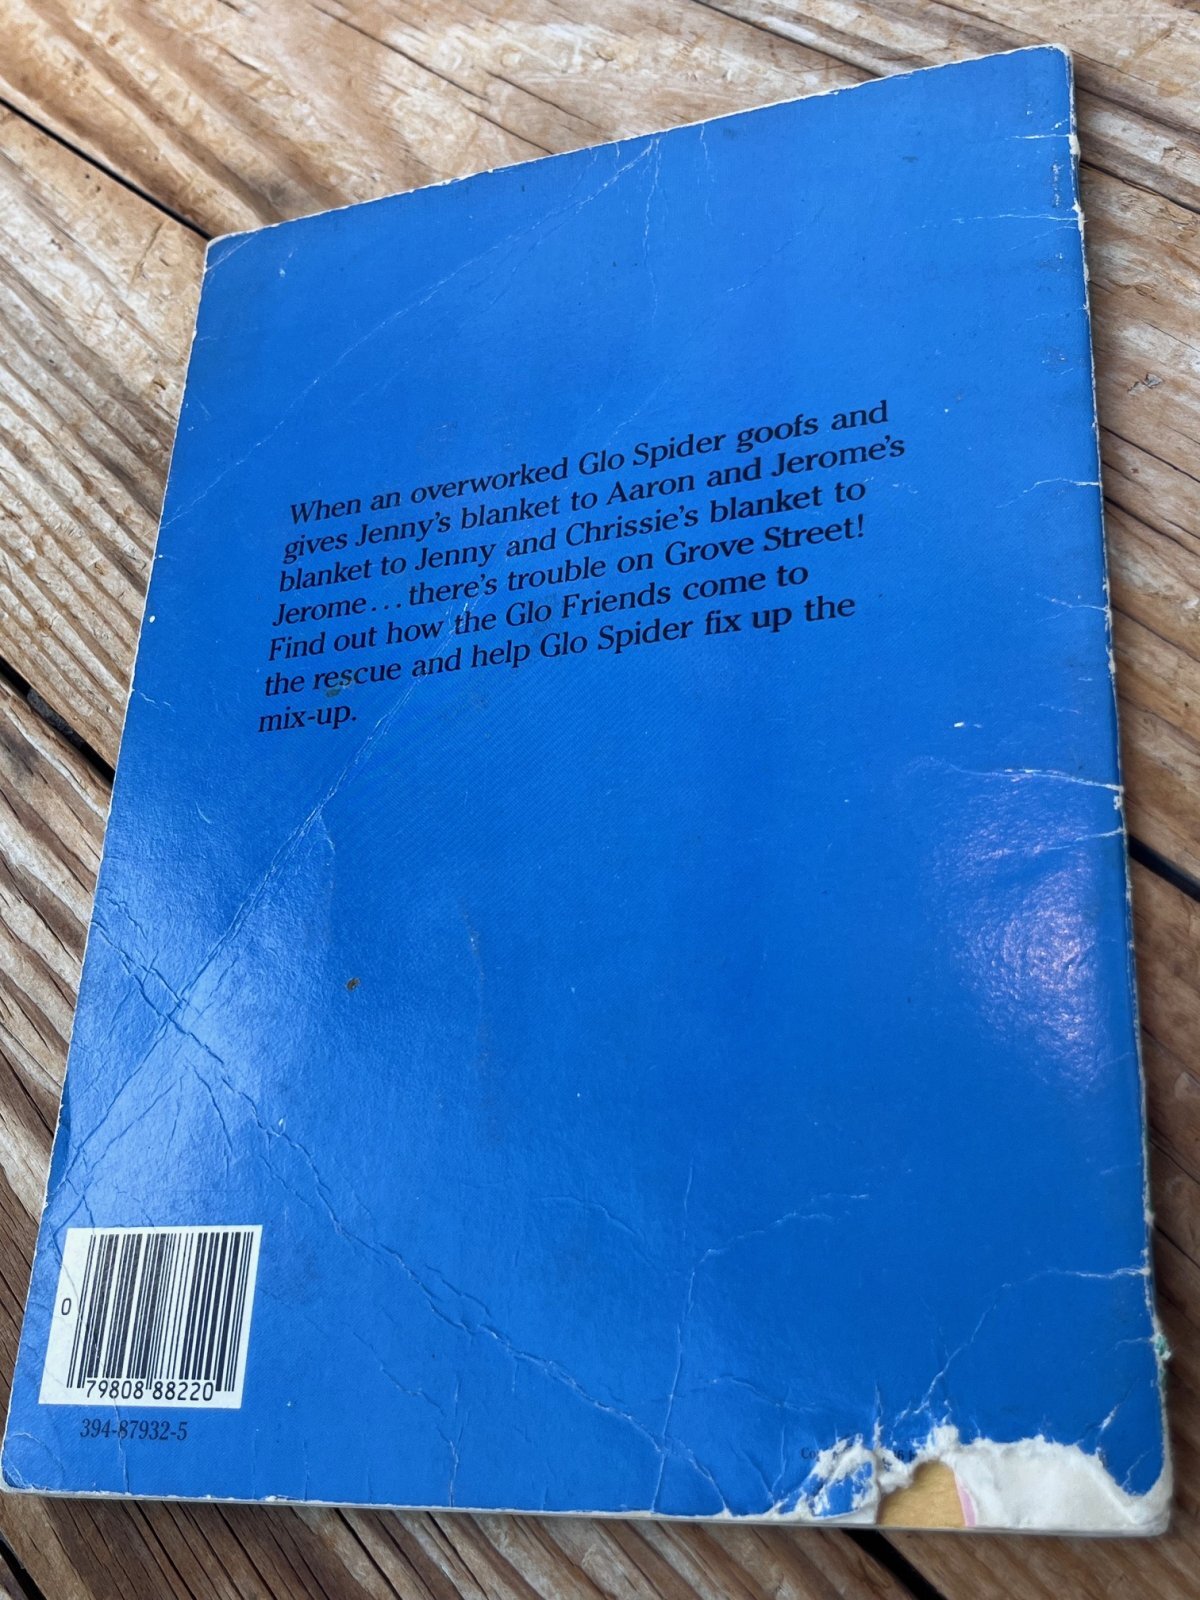 When an overworked Glo Spider goofs and
gives Jenny's blanket to Aaron and Jerome's
blanket to Jenny and Chrissie's blanket to
Jerome...there's trouble on Grove Street!
Find out how the Glo Friends come to
the rescue and help Glo Spider fix up the
mix-up.
0
79808 88220
394-87932-5